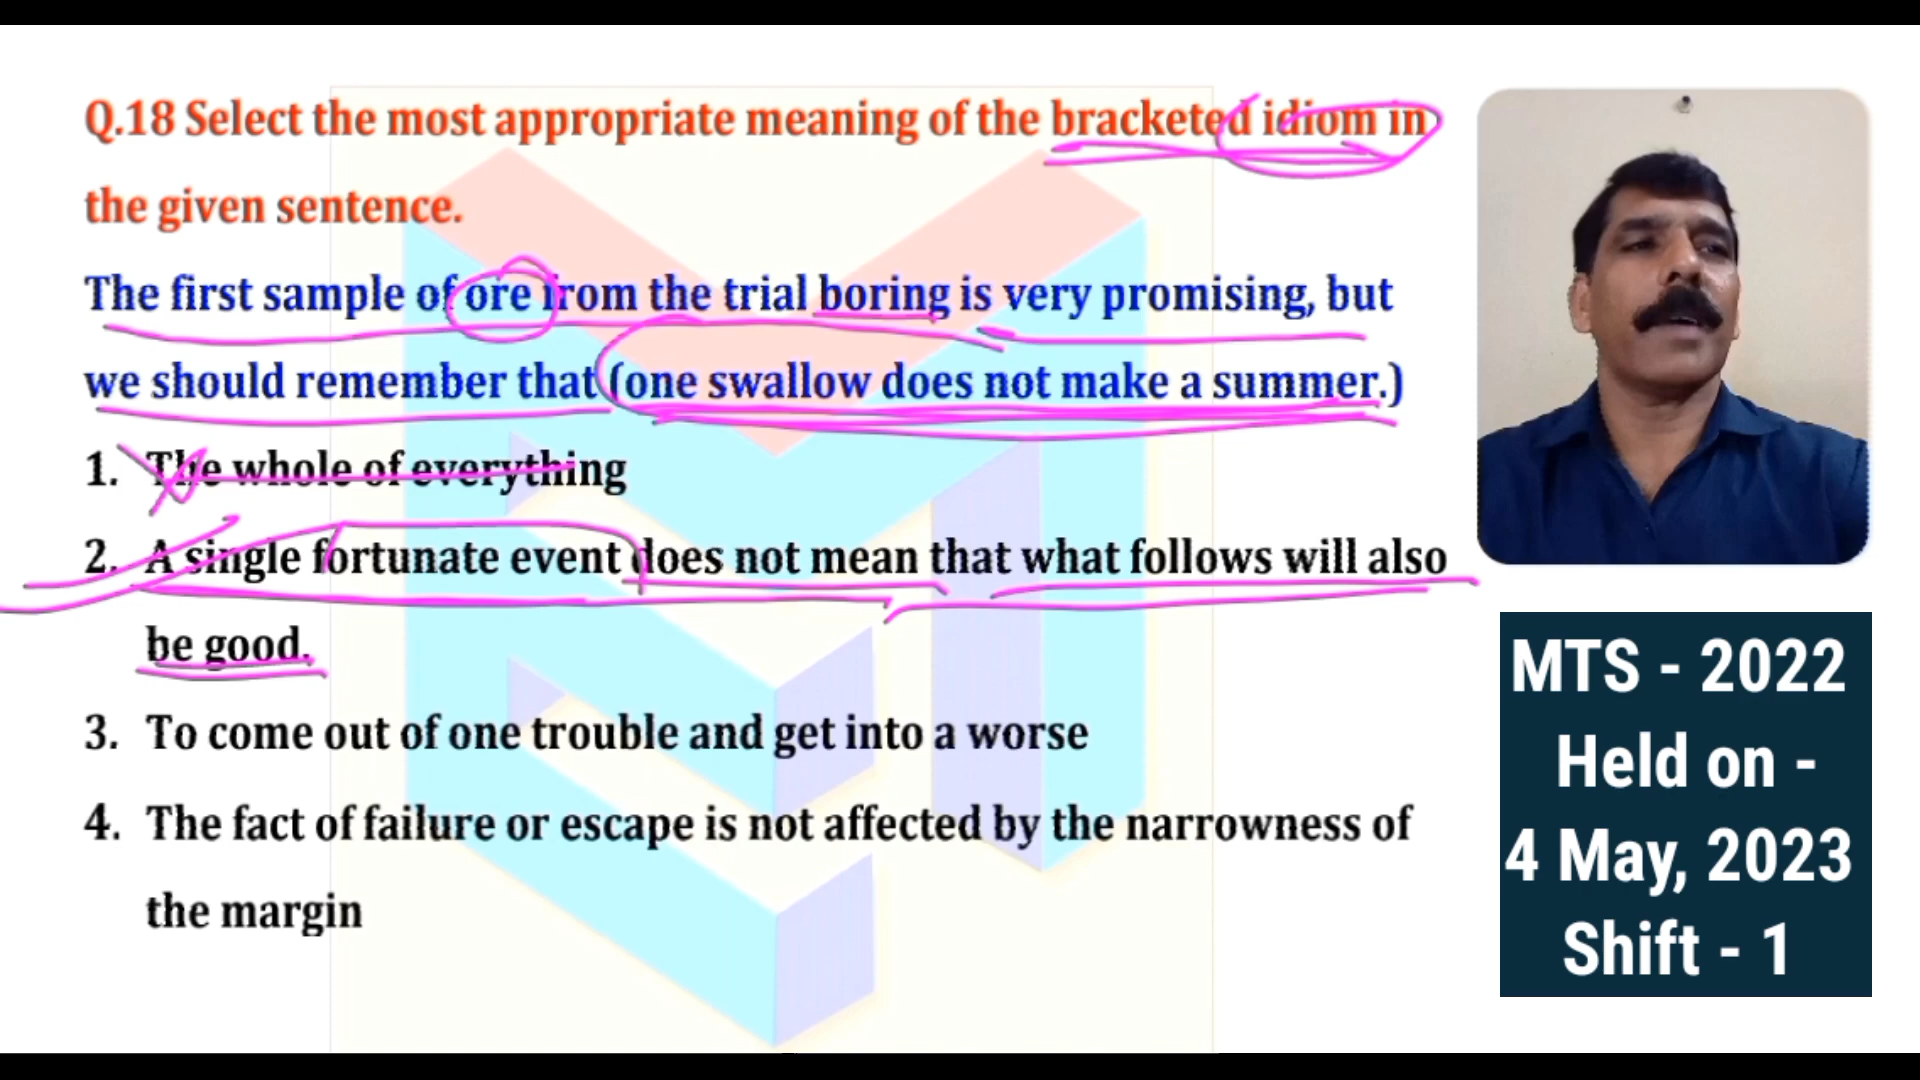 Q.18 Select the most appropriate meaning of the bracketed idiom in
the given sentence.
The first sample of ore from the trial boring is very promising, but
we should remember that (one swallow does not make a summer.)
1. The whole of everything
2. A single fortunate event does not mean that what follows will also
be good.
3. To come out of one trouble and get into a worse
4. The fact of failure or escape is not affected by the narrowness of
the margin
MTS - 2022
Held on -
4 May, 2023
Shift - 1